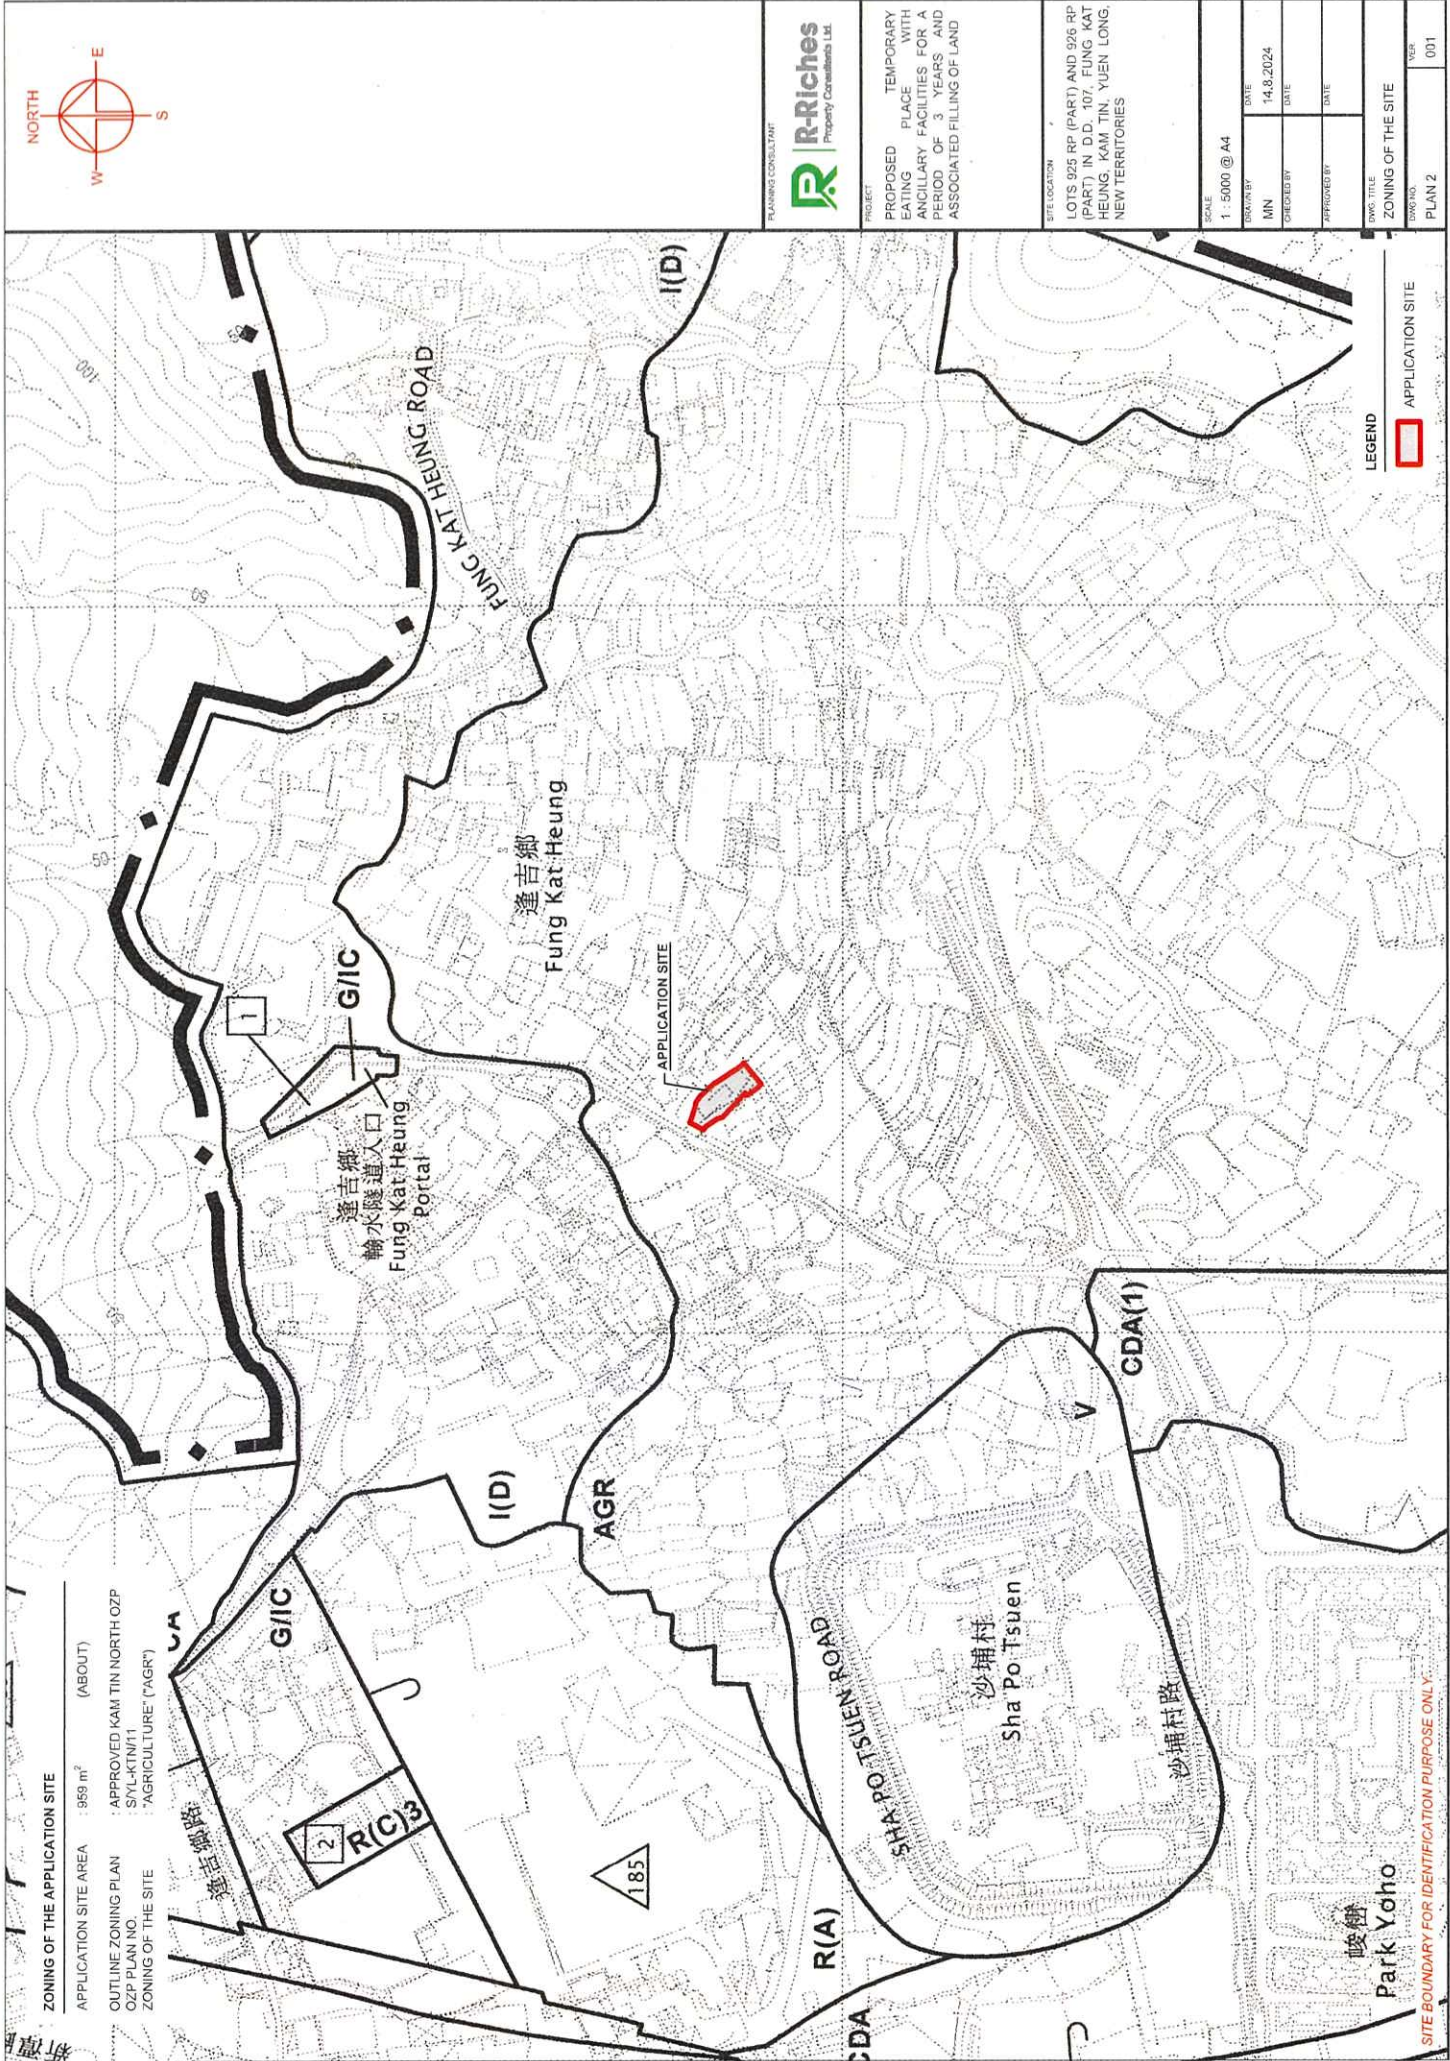 ZONING OF THE APPLICATION SITE
APPLICATION SITE AREA : 959 m² (ABOUT)
OUTLINE ZONING PLAN : APPROVED KAM TIN NORTH OZP
OZP PLAN NO. : S/YL-KTN/11
ZONING OF THE SITE : "AGRICULTURE" ("AGR")
逢吉鄉路
G/IC
2
R(C)3
185
R(A)
CDA
I(D)
AGR
SHA PO TSUEN ROAD
沙埔村
Sha Po Tsuen
沙埔村路
V
CDA(1)
峻巒
Park Yoho
1
G/IC
逢吉鄉
輸水隧道入口
Fung Kat Heung
Portal
逢吉鄉
Fung Kat Heung
APPLICATION SITE
FUNG KAT HEUNG ROAD
I(D)
50
50
100
NORTH
W
E
S
LEGEND
APPLICATION SITE
SITE BOUNDARY FOR IDENTIFICATION PURPOSE ONLY.
PLANNING CONSULTANT
R-Riches
Property Consultants Ltd.
PROJECT
PROPOSED TEMPORARY
EATING PLACE WITH
ANCILLARY FACILITIES FOR A
PERIOD OF 3 YEARS AND
ASSOCIATED FILLING OF LAND
SITE LOCATION
LOTS 925 RP (PART) AND 926 RP
(PART) IN D.D. 107, FUNG KAT
HEUNG, KAM TIN, YUEN LONG,
NEW TERRITORIES
SCALE
1 : 5000 @ A4
DRAWN BY
MN
DATE
14.8.2024
CHECKED BY
DATE
APPROVED BY
DATE
DWG. TITLE
ZONING OF THE SITE
DWG NO.
PLAN 2
VER.
001